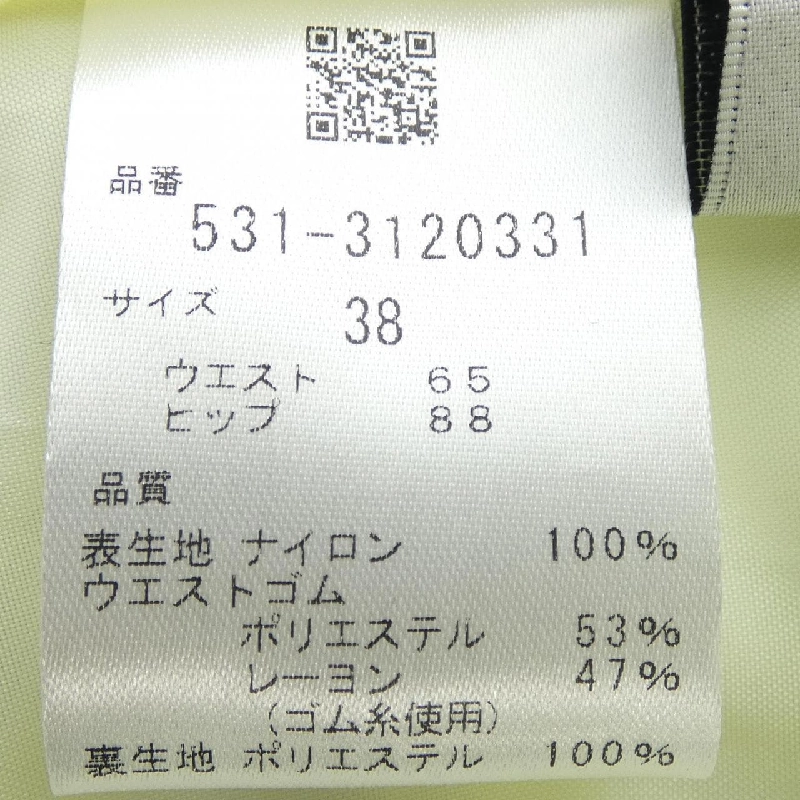 品番
531-3120331
サイズ 38
ウエスト 65
ヒップ 88
品質
表生地 ナイロン 100%
ウエストゴム
ポリエステル 53%
レーヨン 47%
(ゴム糸使用)
裏生地 ポリエステル 100%